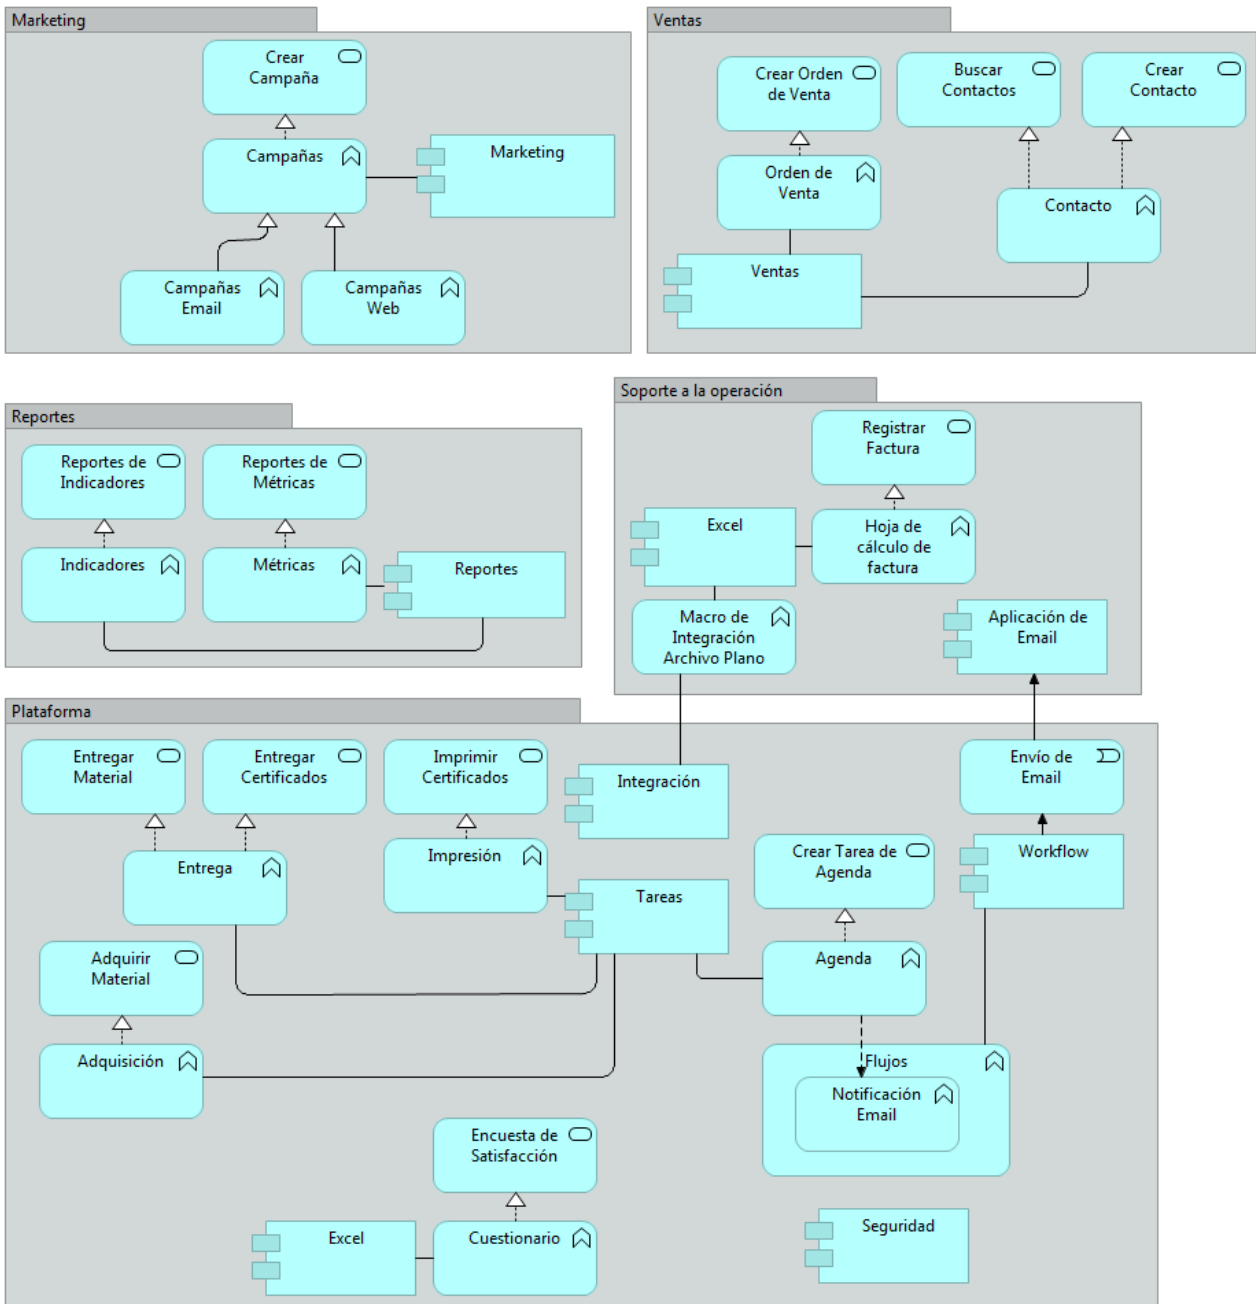 Marketing
Crear
Campaña
Campañas
Marketing
Campañas
Email
Campañas
Web
Ventas
Crear Orden
de Venta
Buscar
Contactos
Crear
Contacto
Orden de
Venta
Contacto
Ventas
Reportes
Reportes de
Indicadores
Reportes de
Métricas
Indicadores
Métricas
Reportes
Soporte a la operación
Registrar
Factura
Excel
Hoja de
cálculo de
factura
Macro de
Integración
Archivo Plano
Aplicación de
Email
Plataforma
Entregar
Material
Entregar
Certificados
Imprimir
Certificados
Integración
Envío de
Email
Entrega
Impresión
Tareas
Crear Tarea de
Agenda
Workflow
Adquirir
Material
Agenda
Adquisición
Flujos
Notificación
Email
Encuesta de
Satisfacción
Excel
Cuestionario
Seguridad